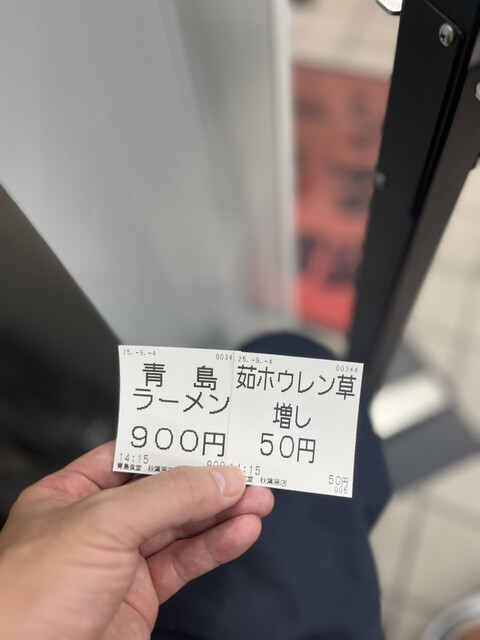 25.-9.-4
0034
青島
ラーメン
900円
14:15
青島食堂 秋葉原店
25.-9.-4
00344
茹ホウレン草
増し
50円
14:15
50円
食堂 秋葉原店
005